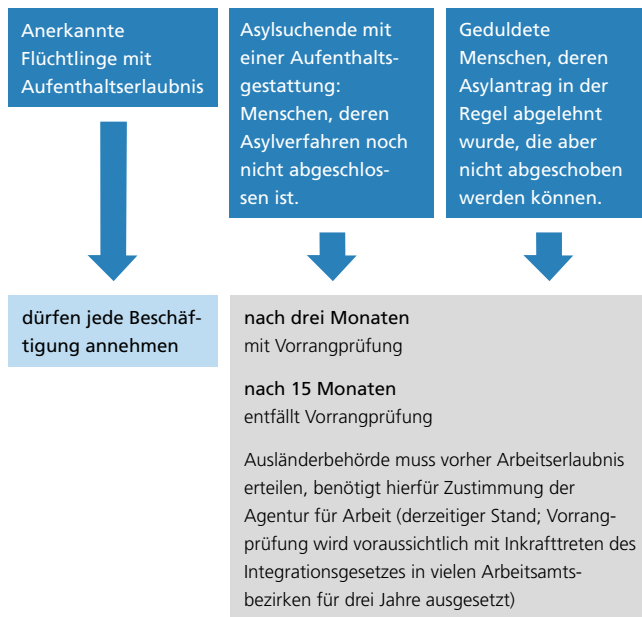 Anerkannte
Flüchtlinge mit
Aufenthaltserlaubnis
Asylsuchende mit
einer Aufenthalts-
gestattung:
Menschen, deren
Asylverfahren noch
nicht abgeschlos-
sen ist.
Geduldete
Menschen, deren
Asylantrag in der
Regel abgelehnt
wurde, die aber
nicht abgeschoben
werden können.
dürfen jede Beschäf-
tigung annehmen
nach drei Monaten
mit Vorrangprüfung
nach 15 Monaten
entfällt Vorrangprüfung
Ausländerbehörde muss vorher Arbeitserlaubnis
erteilen, benötigt hierfür Zustimmung der
Agentur für Arbeit (derzeitiger Stand; Vorrang-
prüfung wird voraussichtlich mit Inkrafttreten des
Integrationsgesetzes in vielen Arbeitsamts-
bezirken für drei Jahre ausgesetzt)